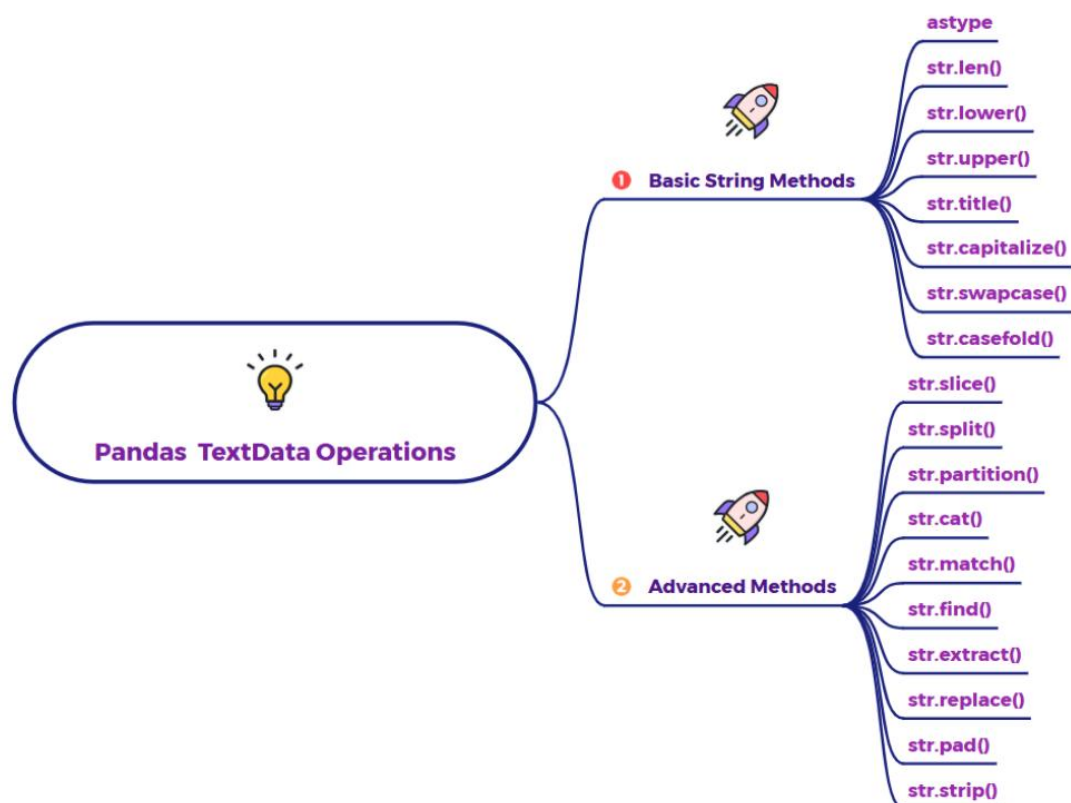 Pandas  TextData Operations
❶ Basic String Methods
astype
str.len()
str.lower()
str.upper()
str.title()
str.capitalize()
str.swapcase()
str.casefold()
❷ Advanced Methods
str.slice()
str.split()
str.partition()
str.cat()
str.match()
str.find()
str.extract()
str.replace()
str.pad()
str.strip()